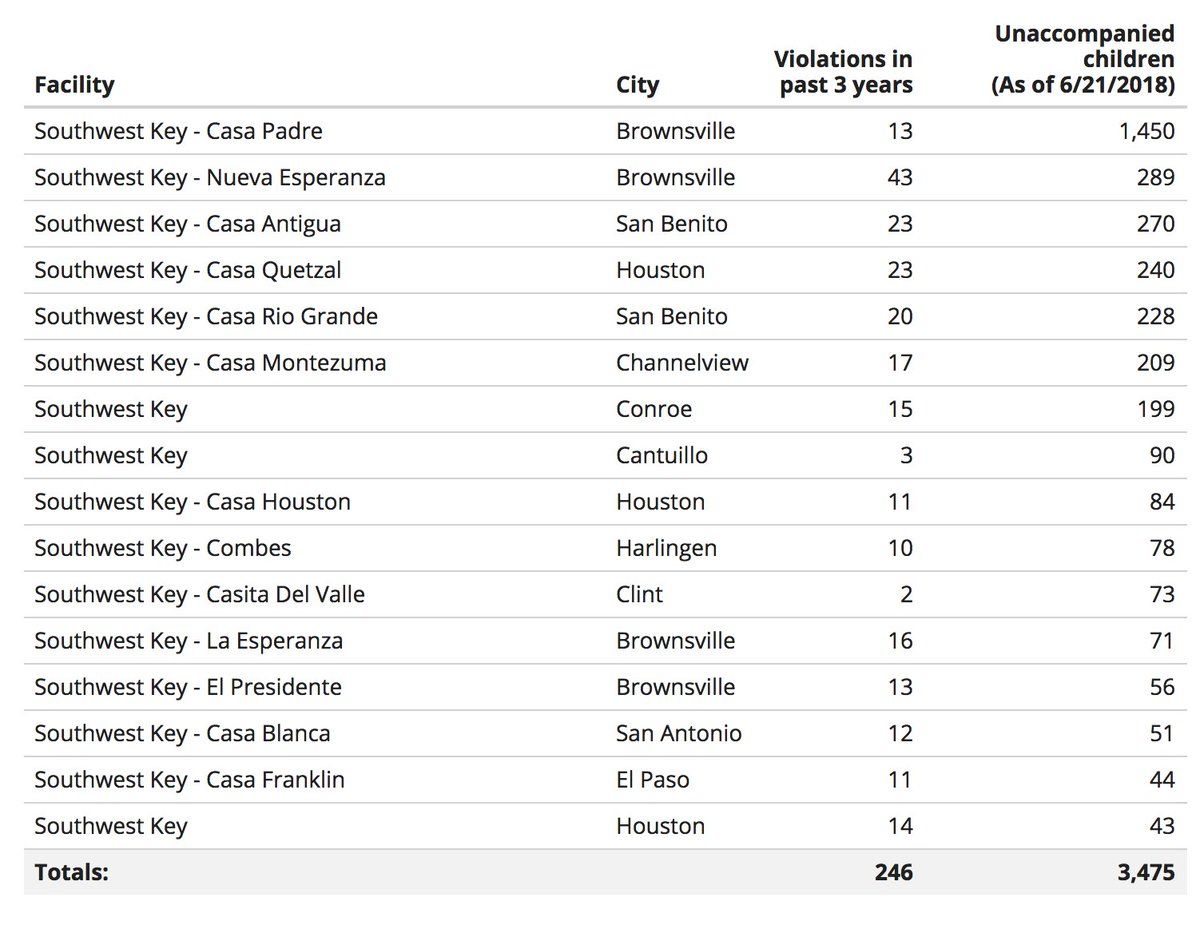 Facility City Violations in past 3 years Unaccompanied children (As of 6/21/2018)
Southwest Key - Casa Padre Brownsville 13 1,450
Southwest Key - Nueva Esperanza Brownsville 43 289
Southwest Key - Casa Antigua San Benito 23 270
Southwest Key - Casa Quetzal Houston 23 240
Southwest Key - Casa Rio Grande San Benito 20 228
Southwest Key - Casa Montezuma Channelview 17 209
Southwest Key Conroe 15 199
Southwest Key Cantuillo 3 90
Southwest Key - Casa Houston Houston 11 84
Southwest Key - Combes Harlingen 10 78
Southwest Key - Casita Del Valle Clint 2 73
Southwest Key - La Esperanza Brownsville 16 71
Southwest Key - El Presidente Brownsville 13 56
Southwest Key - Casa Blanca San Antonio 12 51
Southwest Key - Casa Franklin El Paso 11 44
Southwest Key Houston 14 43
Totals: 246 3,475